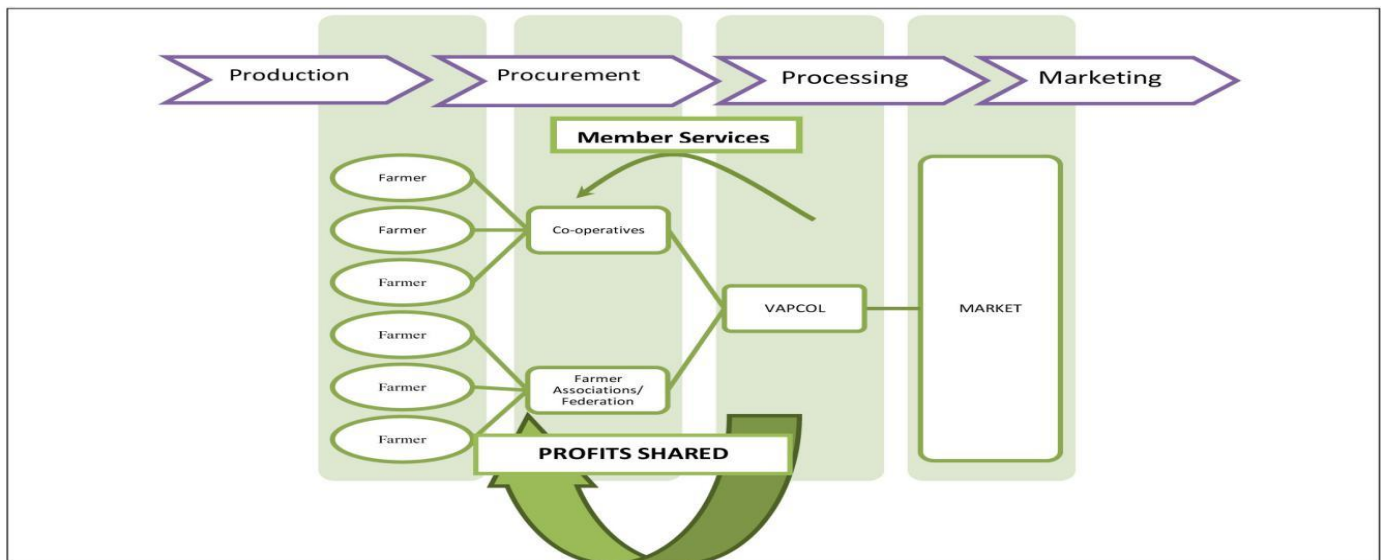 Production
Procurement
Processing
Marketing
Member Services
Farmer
Farmer
Farmer
Farmer
Farmer
Farmer
Co-operatives
Farmer
Associations/
Federation
VAPCOL
MARKET
PROFITS SHARED